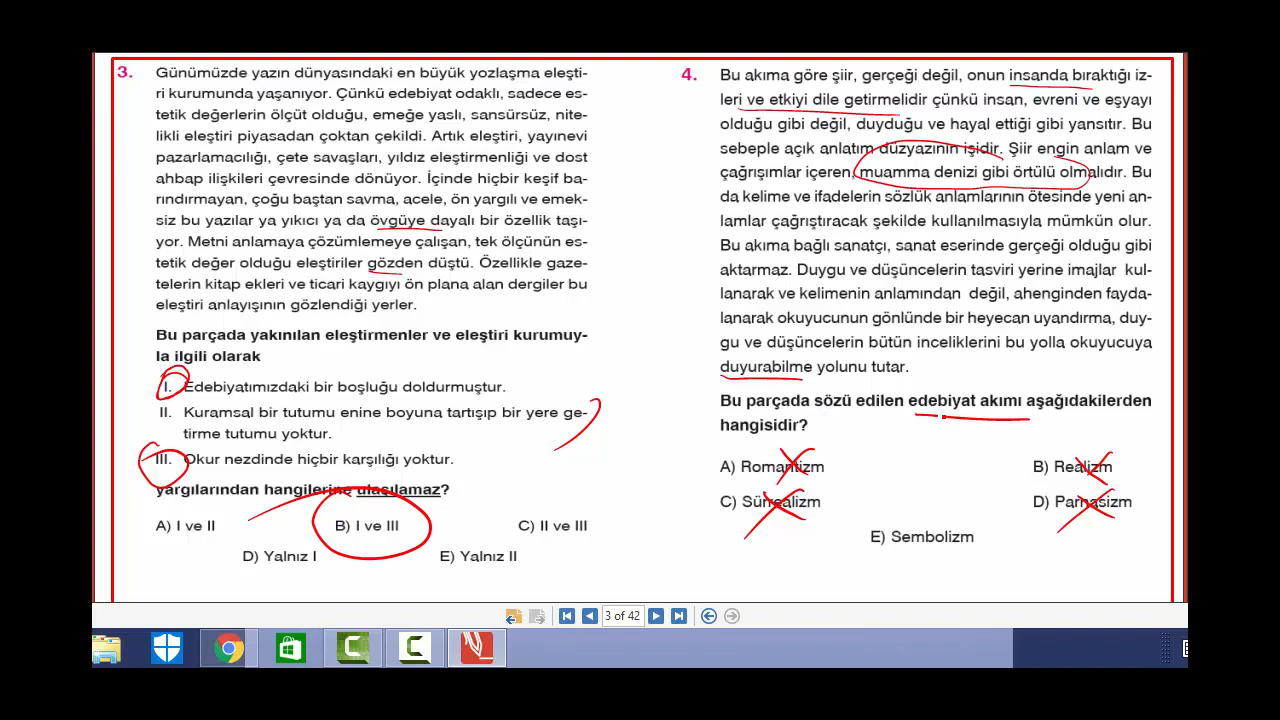 3.
Günümüzde yazın dünyasındaki en büyük yozlaşma eleşti-
ri kurumunda yaşanıyor. Çünkü edebiyat odaklı, sadece es-
tetik değerlerin ölçüt olduğu, emeğe yaslı, sansürsüz, nite-
likli eleştiri piyasadan çoktan çekildi. Artık eleştiri, yayınevi
pazarlamacılığı, çete savaşları, yıldız eleştirmenliği ve dost
ahbap ilişkileri çevresinde dönüyor. İçinde hiçbir keşif ba-
rındırmayan, çoğu baştan savma, acele, ön yargılı ve emek-
siz bu yazılar ya yıkıcı ya da övgüye dayalı bir özellik taşı-
yor. Metni anlamaya çözümlemeye çalışan, tek ölçünün es-
tetik değer olduğu eleştiriler gözden düştü. Özellikle gaze-
telerin kitap ekleri ve ticari kaygıyı ön plana alan dergiler bu
eleştiri anlayışının gözlendiği yerler.
Bu parçada yakınılan eleştirmenler ve eleştiri kurumuy-
la ilgili olarak
I. Edebiyatımızdaki bir boşluğu doldurmuştur.
II. Kuramsal bir tutumu enine boyuna tartışıp bir yere ge-
tirme tutumu yoktur.
III. Okur nezdinde hiçbir karşılığı yoktur.
yargılarından hangilerine ulaşılamaz?
A) I ve II B) I ve III C) II ve III
D) Yalnız I E) Yalnız II
4.
Bu akıma göre şiir, gerçeği değil, onun insanda bıraktığı iz-
leri ve etkiyi dile getirmelidir çünkü insan, evreni ve eşyayı
olduğu gibi değil, duyduğu ve hayal ettiği gibi yansıtır. Bu
sebeple açık anlatım düzyazının işidir. Şiir engin anlam ve
çağrışımlar içeren, muamma denizi gibi örtülü olmalıdır. Bu
da kelime ve ifadelerin sözlük anlamlarının ötesinde yeni an-
lamlar çağrıştıracak şekilde kullanılmasıyla mümkün olur.
Bu akıma bağlı sanatçı, sanat eserinde gerçeği olduğu gibi
aktarmaz. Duygu ve düşüncelerin tasviri yerine imajlar kul-
lanarak ve kelimenin anlamından değil, ahenginden fayda-
lanarak okuyucunun gönlünde bir heyecan uyandırma, duy-
gu ve düşüncelerin bütün inceliklerini bu yolla okuyucuya
duyurabilme yolunu tutar.
Bu parçada sözü edilen edebiyat akımı aşağıdakilerden
hangisidir?
A) Romantizm B) Realizm
C) Sürrealizm D) Parnasizm
E) Sembolizm
3 of 42